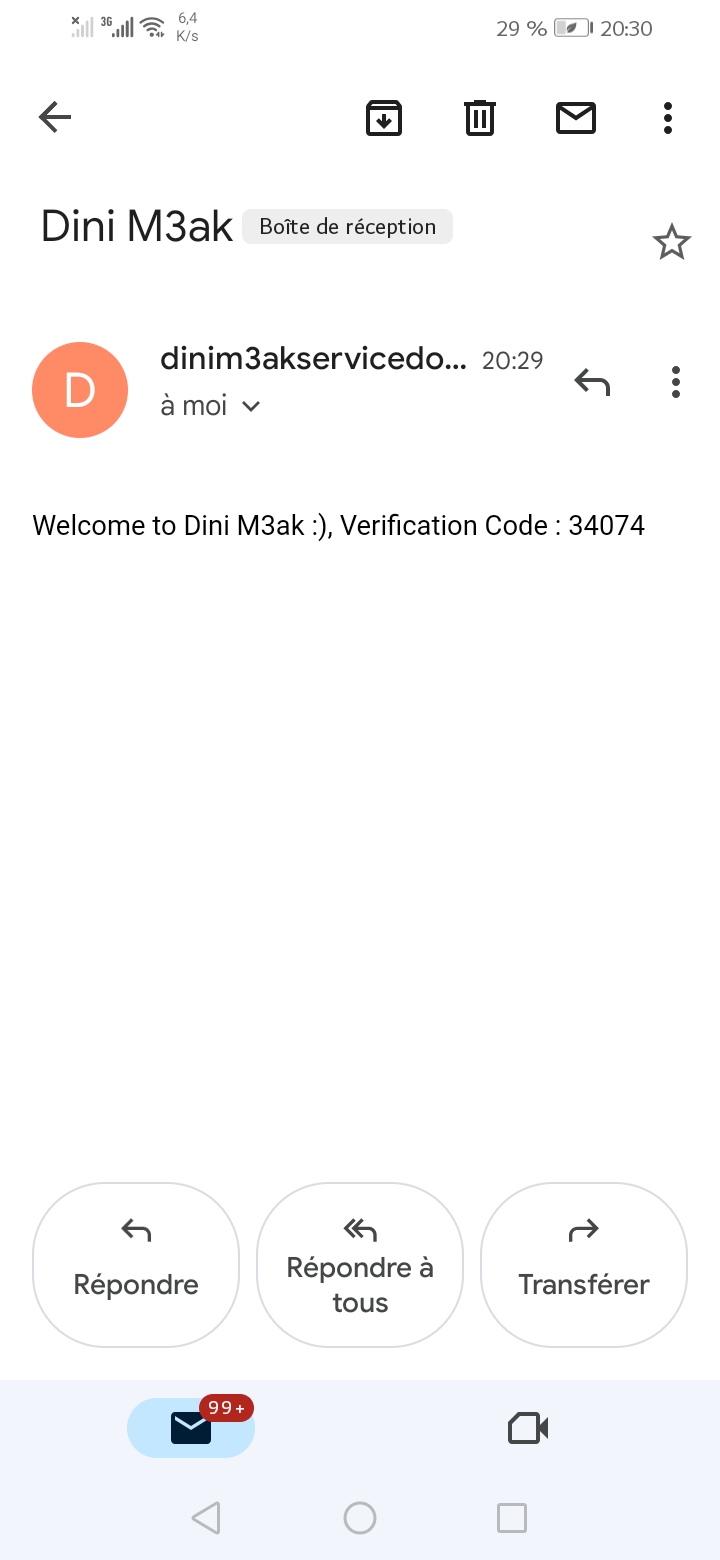 3G 6,4 K/s 29 % 20:30
Dini M3ak Boîte de réception
dinim3akservicedo... 20:29
D
à moi
Welcome to Dini M3ak :), Verification Code : 34074
Répondre
Répondre à
tous
Transférer
99+